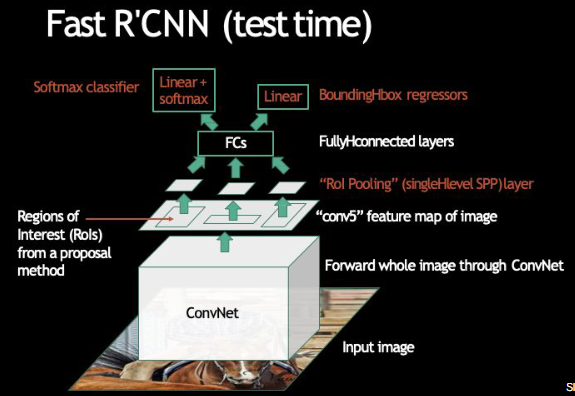 Fast R'CNN (test time)
Softmax classifier
Linear +
softmax
Linear
BoundingHbox regressors
FCs
FullyHconnected layers
“RoI Pooling” (singleHlevel SPP) layer
Regions of
Interest (RoIs)
from a proposal
method
“conv5” feature map of image
Forward whole image through ConvNet
ConvNet
Input image